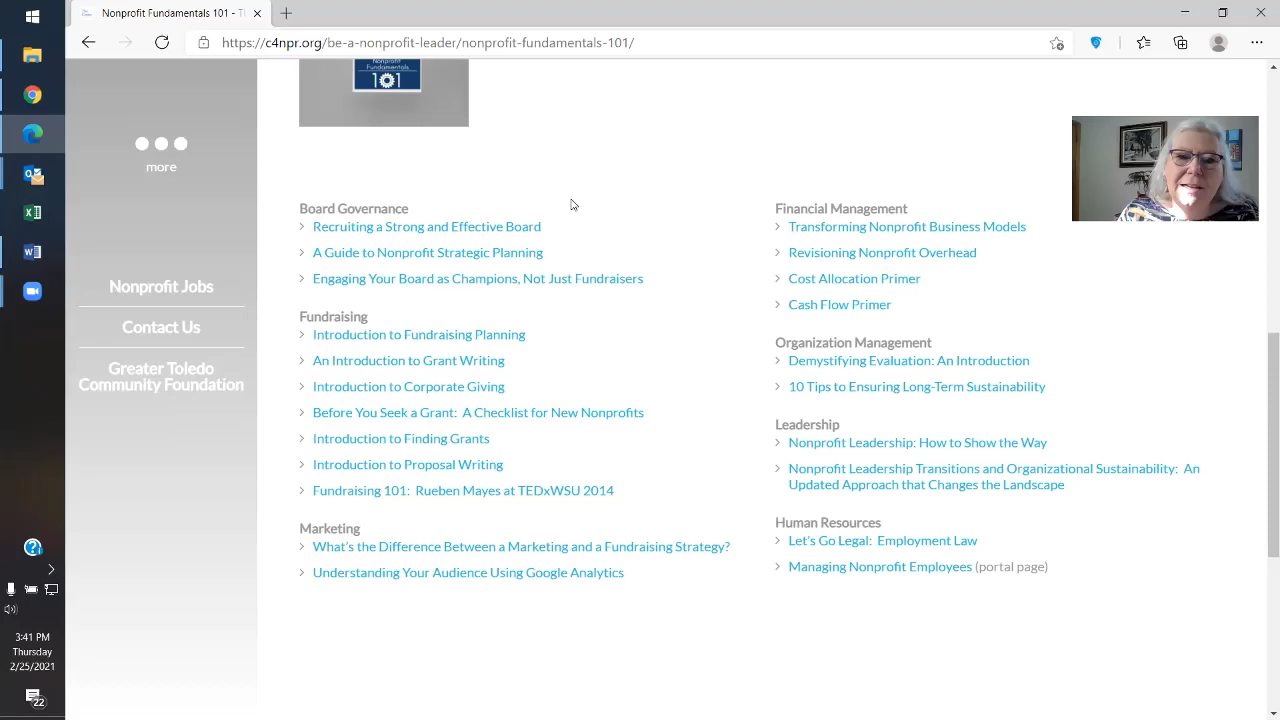 Nonprofit Fundamentals 101 - Ti
https://c4npr.org/be-a-nonprofit-leader/nonprofit-fundamentals-101/
Nonprofit
Fundamentals
101
more
Nonprofit Jobs
Contact Us
Greater Toledo
Community Foundation
Board Governance
Recruiting a Strong and Effective Board
A Guide to Nonprofit Strategic Planning
Engaging Your Board as Champions, Not Just Fundraisers
Fundraising
Introduction to Fundraising Planning
An Introduction to Grant Writing
Introduction to Corporate Giving
Before You Seek a Grant:  A Checklist for New Nonprofits
Introduction to Finding Grants
Introduction to Proposal Writing
Fundraising 101:  Rueben Mayes at TEDxWSU 2014
Marketing
What's the Difference Between a Marketing and a Fundraising Strategy?
Understanding Your Audience Using Google Analytics
Financial Management
Transforming Nonprofit Business Models
Revisioning Nonprofit Overhead
Cost Allocation Primer
Cash Flow Primer
Organization Management
Demystifying Evaluation: An Introduction
10 Tips to Ensuring Long-Term Sustainability
Leadership
Nonprofit Leadership: How to Show the Way
Nonprofit Leadership Transitions and Organizational Sustainability:  An
Updated Approach that Changes the Landscape
Human Resources
Let's Go Legal:  Employment Law
Managing Nonprofit Employees (portal page)
3:41 PM
Thursday
2/25/2021
22